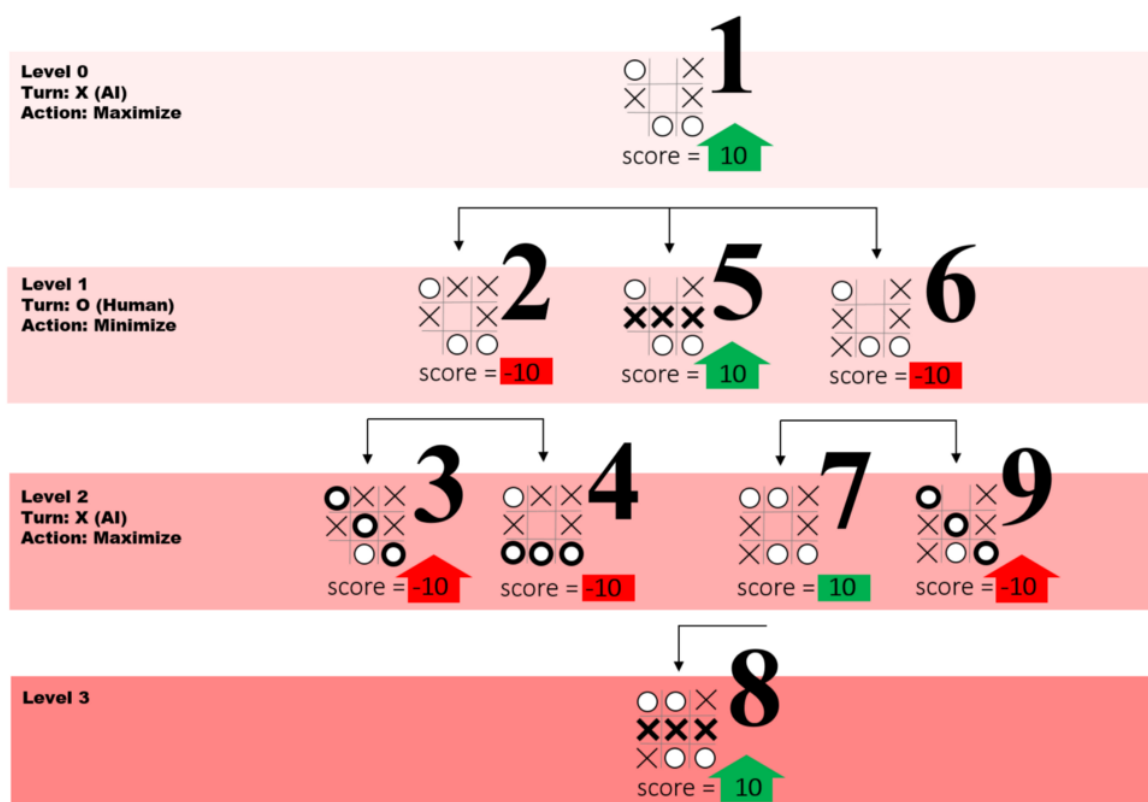 1
Level 0
Turn: X (AI)
Action: Maximize
score = 10
2
5
6
Level 1
Turn: O (Human)
Action: Minimize
score = -10
score = 10
score = -10
3
4
7
9
Level 2
Turn: X (AI)
Action: Maximize
score = -10
score = -10
score = 10
score = -10
8
Level 3
score = 10